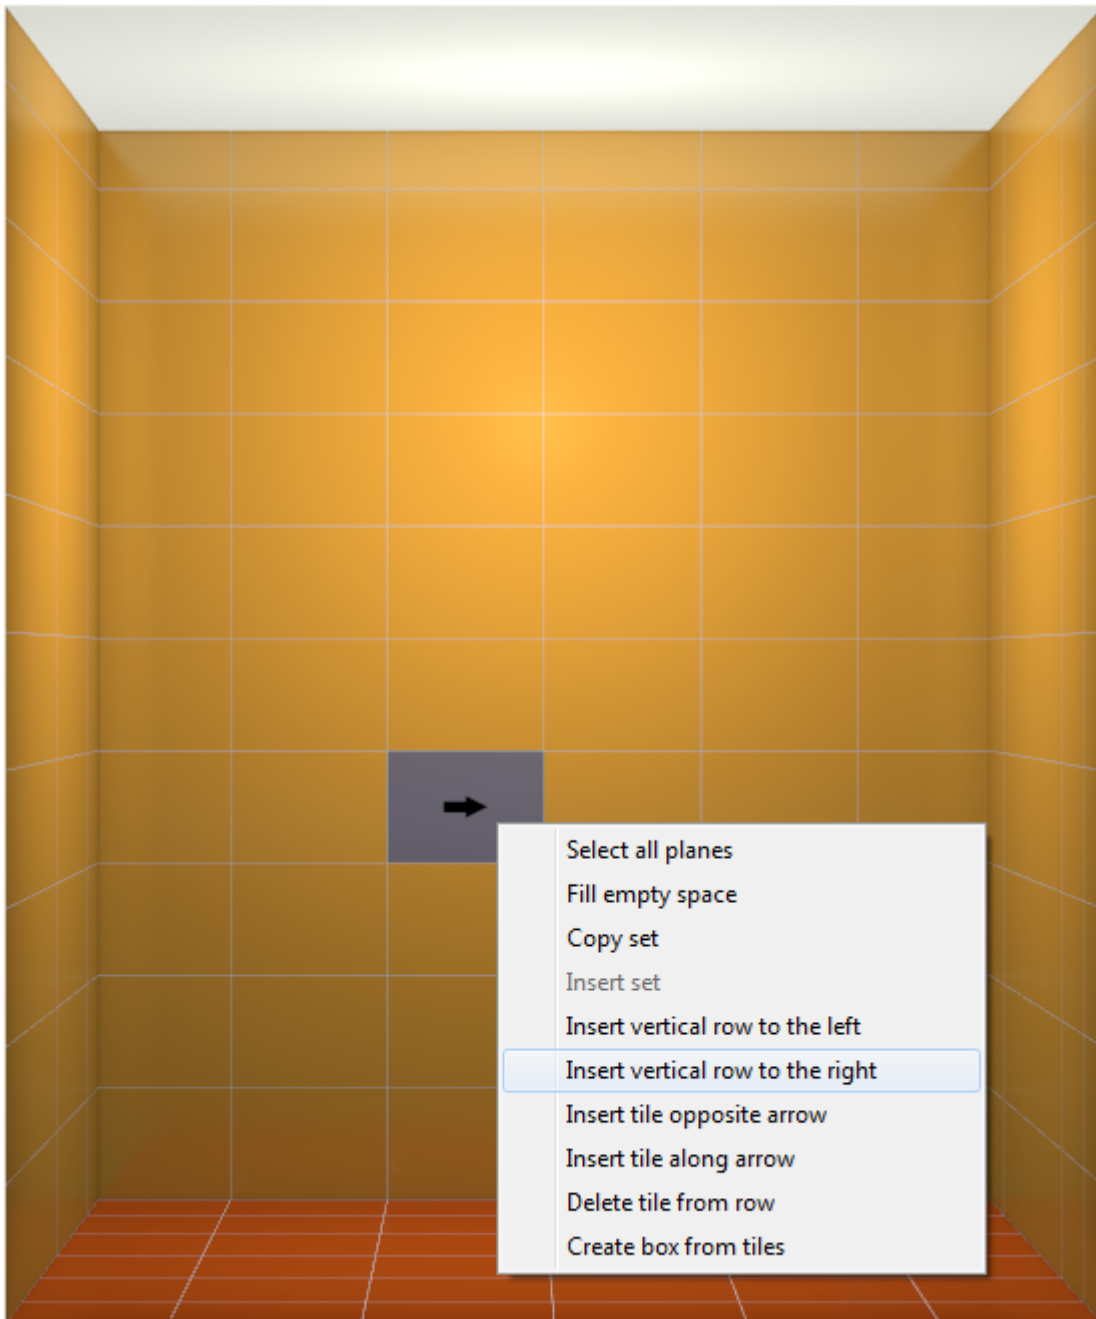 Select all planes
Fill empty space
Copy set
Insert set
Insert vertical row to the left
Insert vertical row to the right
Insert tile opposite arrow
Insert tile along arrow
Delete tile from row
Create box from tiles